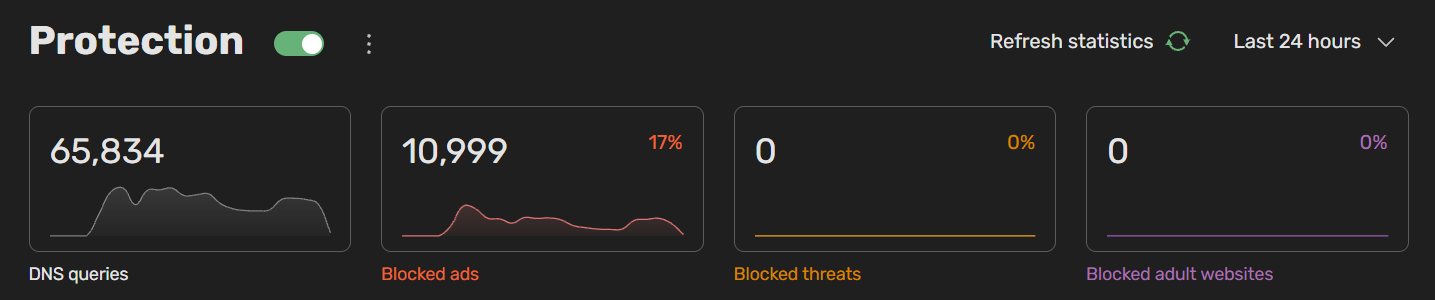 Protection
Refresh statistics
Last 24 hours
65,834
10,999
17%
0
0%
0
0%
DNS queries
Blocked ads
Blocked threats
Blocked adult websites